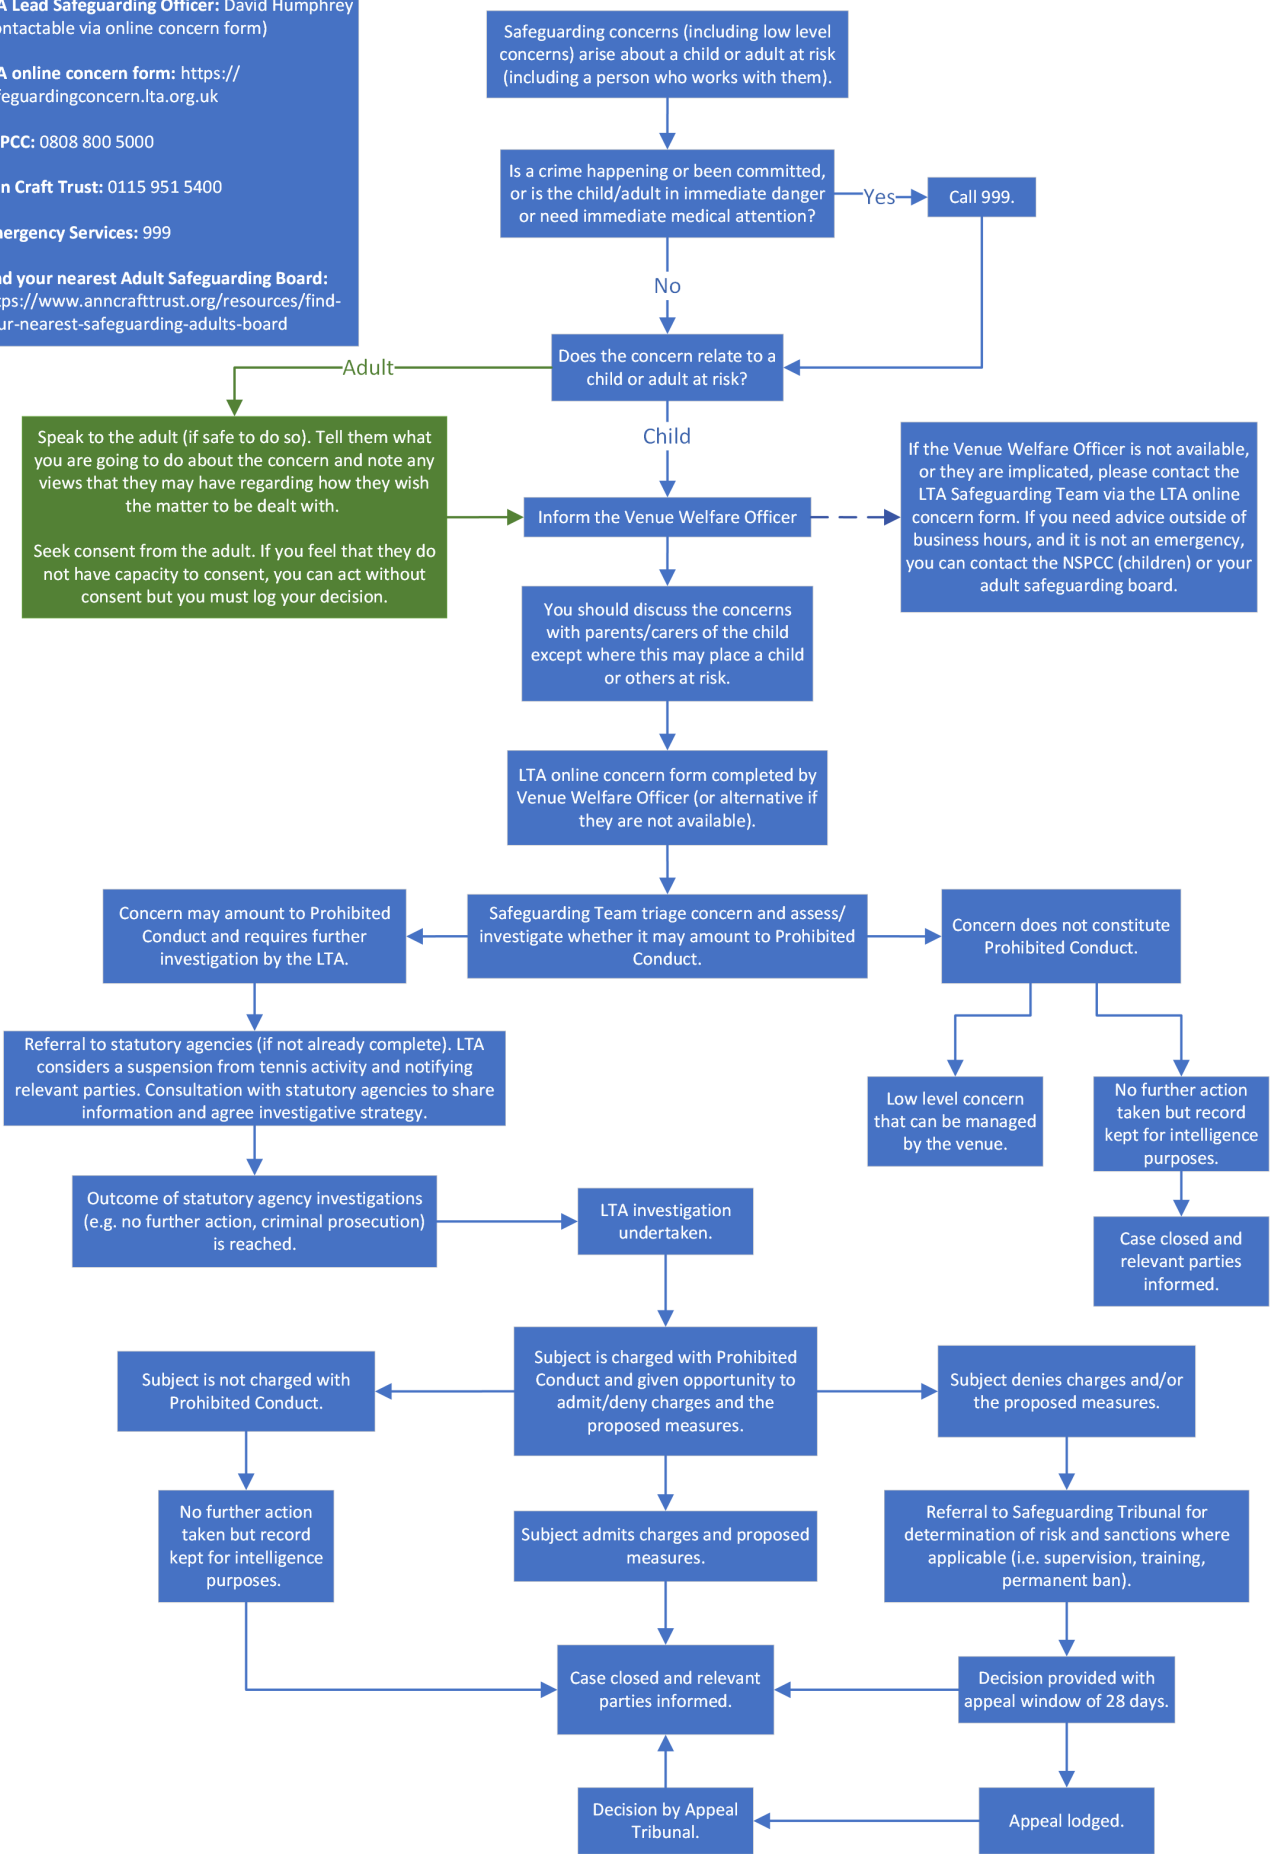 Lead Safeguarding Officer: David Humphrey
contactable via online concern form)
online concern form: https://
safeguardingconcern.lta.org.uk
0808 800 5000
Craft Trust: 0115 951 5400
Services: 999
your nearest Adult Safeguarding Board:
https://www.anncrafttrust.org/resources/find-
your-nearest-safeguarding-adults-board
Safeguarding concerns (including low level
concerns) arise about a child or adult at risk
(including a person who works with them).
Is a crime happening or been committed,
or is the child/adult in immediate danger
or need immediate medical attention?
Yes
Call 999.
No
Does the concern relate to a
child or adult at risk?
Adult
Child
Speak to the adult (if safe to do so). Tell them what
you are going to do about the concern and note any
views that they may have regarding how they wish
the matter to be dealt with.
Seek consent from the adult. If you feel that they do
not have capacity to consent, you can act without
consent but you must log your decision.
Inform the Venue Welfare Officer
If the Venue Welfare Officer is not available,
or they are implicated, please contact the
LTA Safeguarding Team via the LTA online
concern form. If you need advice outside of
business hours, and it is not an emergency,
you can contact the NSPCC (children) or your
adult safeguarding board.
You should discuss the concerns
with parents/carers of the child
except where this may place a child
or others at risk.
LTA online concern form completed by
Venue Welfare Officer (or alternative if
they are not available).
Concern may amount to Prohibited
Conduct and requires further
investigation by the LTA.
Safeguarding Team triage concern and assess/
investigate whether it may amount to Prohibited
Conduct.
Concern does not constitute
Prohibited Conduct.
Referral to statutory agencies (if not already complete). LTA
considers a suspension from tennis activity and notifying
relevant parties. Consultation with statutory agencies to share
information and agree investigative strategy.
Low level concern
that can be managed
by the venue.
No further action
taken but record
kept for intelligence
purposes.
Outcome of statutory agency investigations
(e.g. no further action, criminal prosecution)
is reached.
LTA investigation
undertaken.
Case closed and
relevant parties
informed.
Subject is not charged with
Prohibited Conduct.
Subject is charged with Prohibited
Conduct and given opportunity to
admit/deny charges and the
proposed measures.
Subject denies charges and/or
the proposed measures.
No further action
taken but record
kept for intelligence
purposes.
Subject admits charges and proposed
measures.
Referral to Safeguarding Tribunal for
determination of risk and sanctions where
applicable (i.e. supervision, training,
permanent ban).
Case closed and relevant
parties informed.
Decision provided with
appeal window of 28 days.
Decision by Appeal
Tribunal.
Appeal lodged.